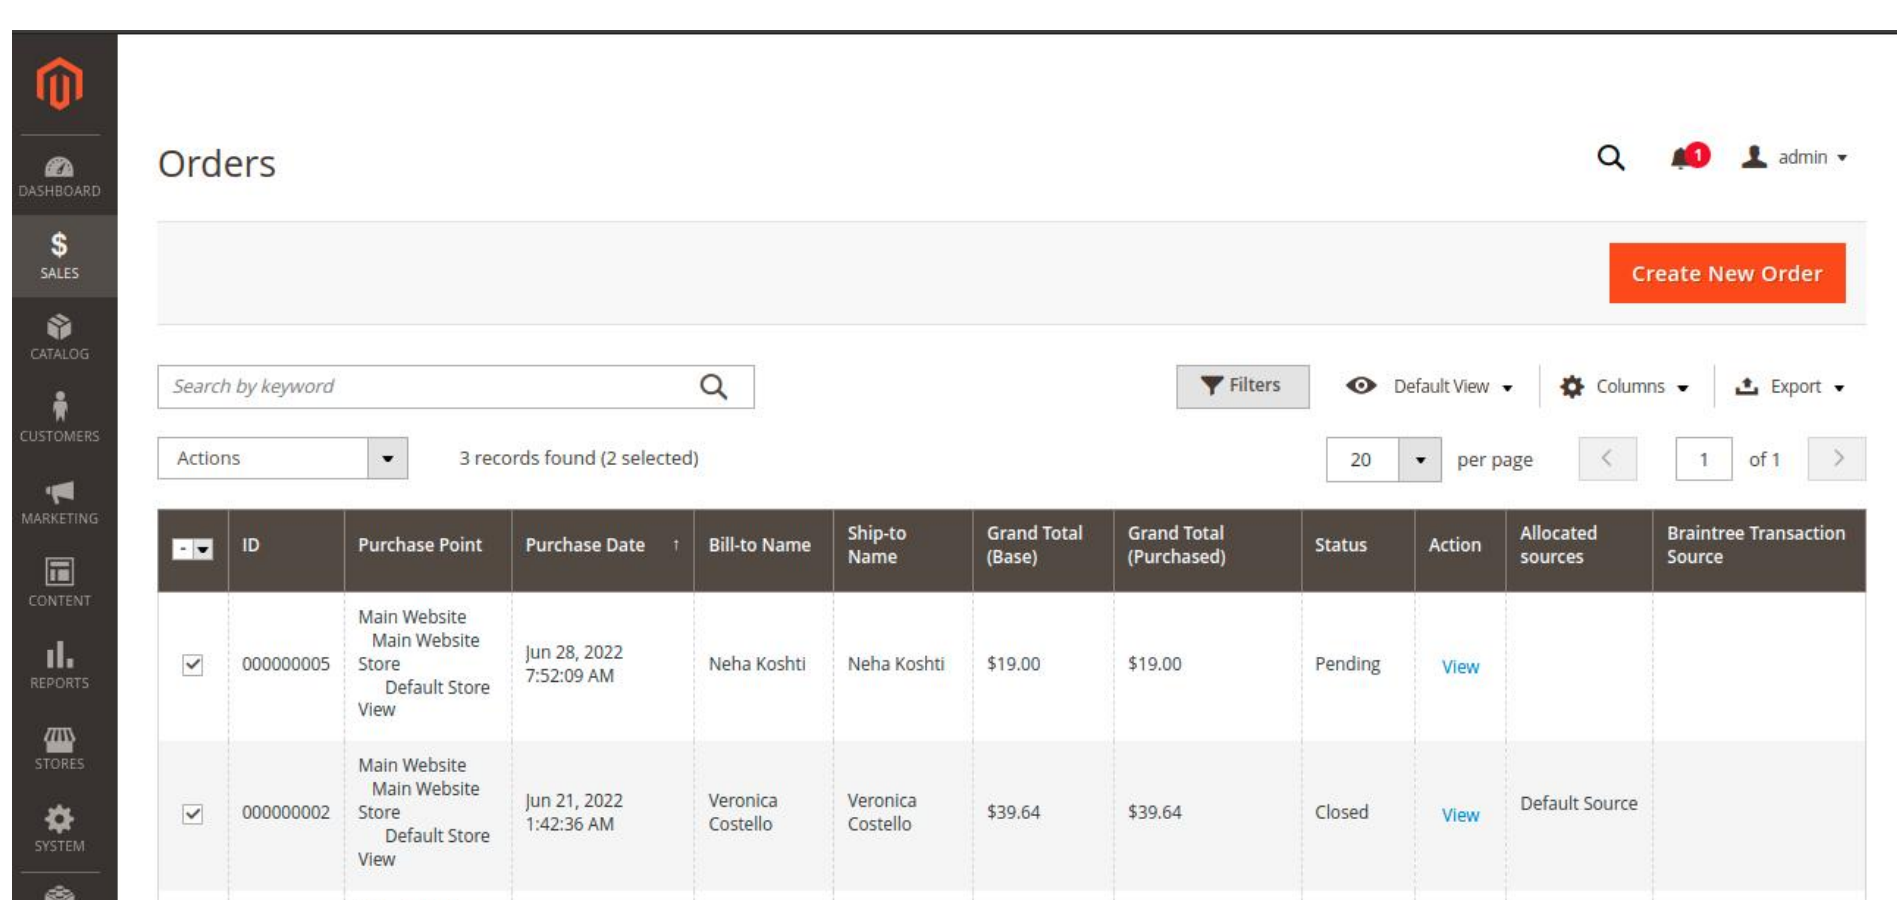 Orders
1
admin
DASHBOARD
$
SALES
Create New Order
CATALOG
Search by keyword
Filters
Default View
Columns
Export
CUSTOMERS
Actions
3 records found (2 selected)
20
per page
1
of 1
MARKETING
-
ID
Purchase Point
Purchase Date ↑
Bill-to Name
Ship-to
Name
Grand Total
(Base)
Grand Total
(Purchased)
Status
Action
Allocated
sources
Braintree Transaction
Source
CONTENT
REPORTS
STORES
SYSTEM
000000005
Main Website
Main Website
Store
Default Store
View
Jun 28, 2022
7:52:09 AM
Neha Koshti
Neha Koshti
$19.00
$19.00
Pending
View
000000002
Main Website
Main Website
Store
Default Store
View
Jun 21, 2022
1:42:36 AM
Veronica
Costello
Veronica
Costello
$39.64
$39.64
Closed
View
Default Source